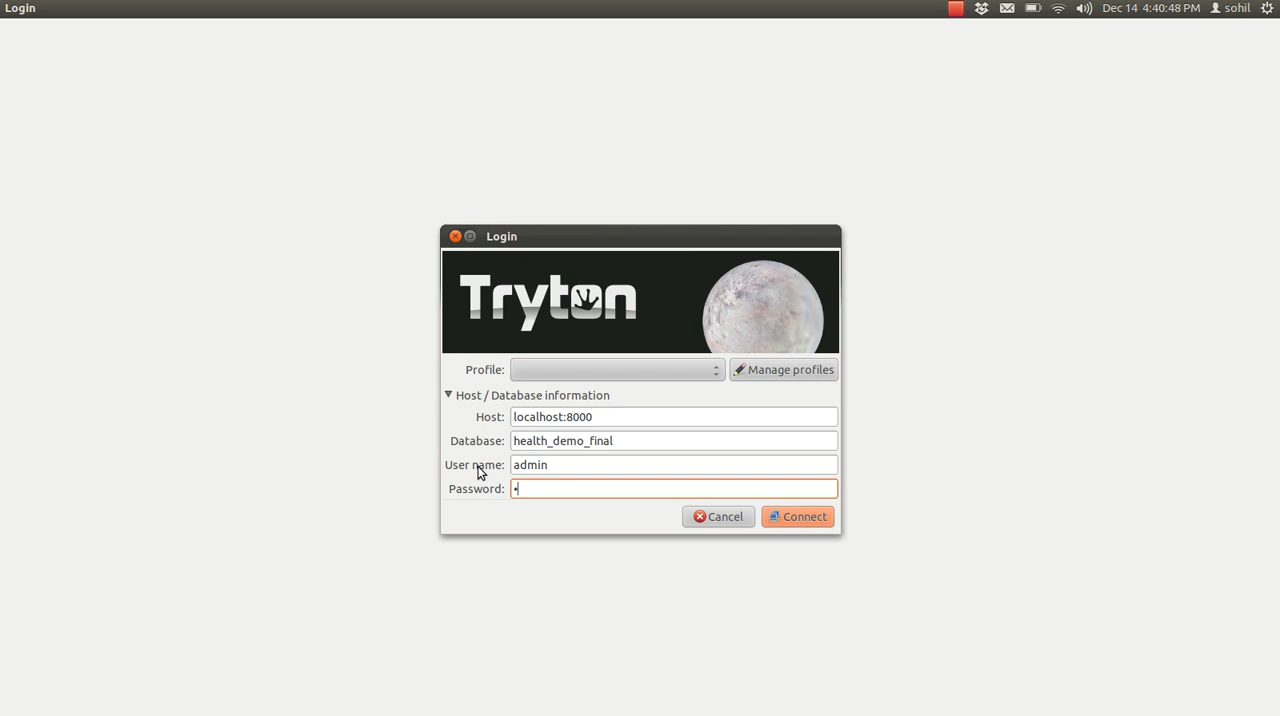 Login
Dec 14 4:40:48 PM sohil
Login
Tryton
Profile: Manage profiles
Host / Database information
Host: localhost:8000
Database: health_demo_final
User name: admin
Password: •
Cancel Connect